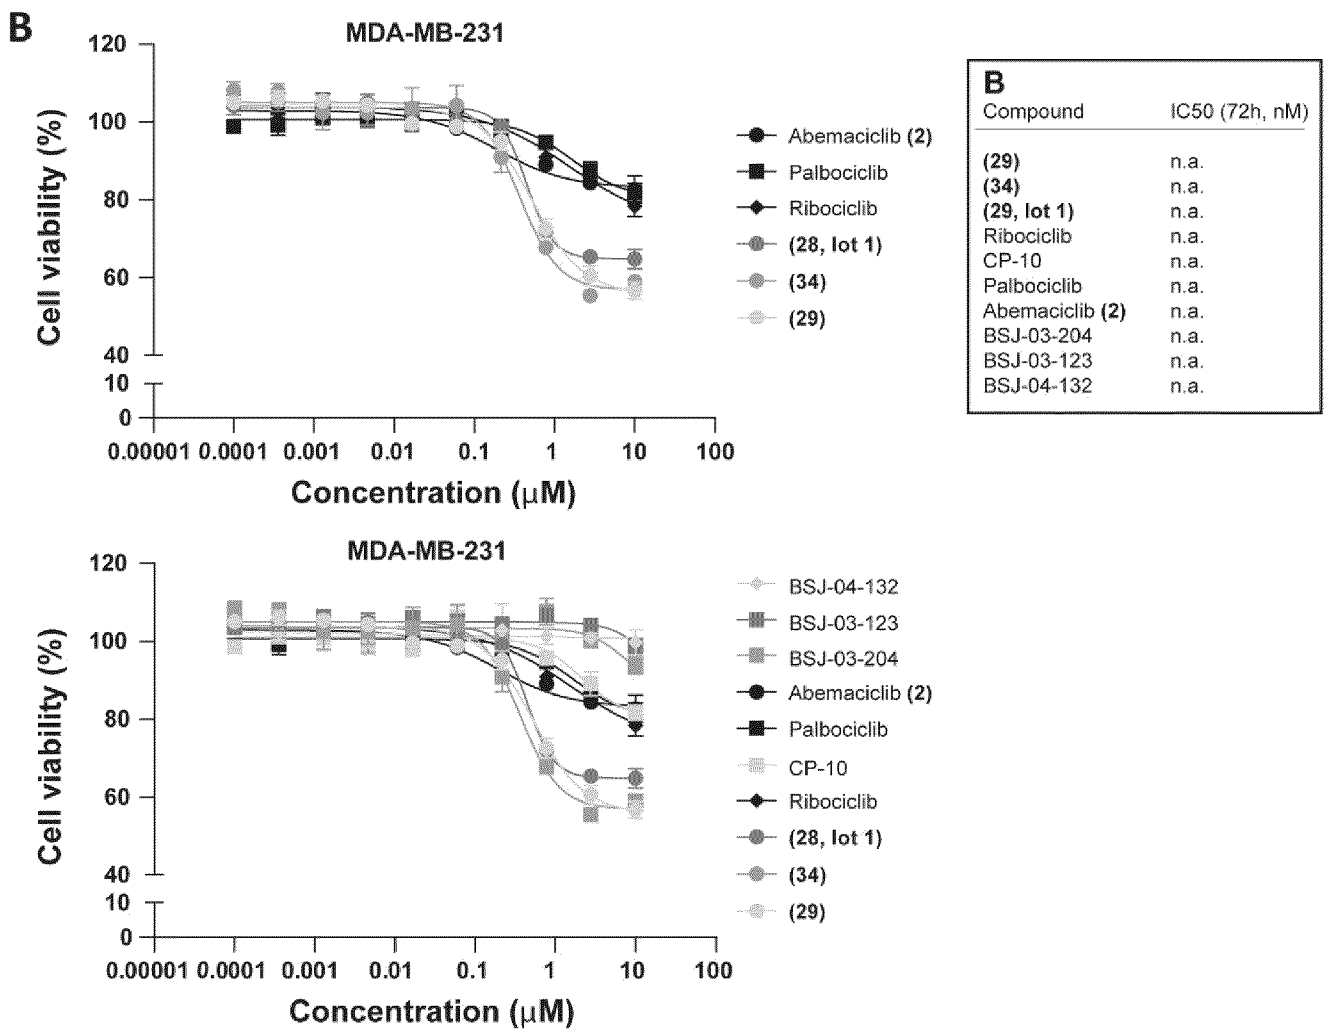 B
MDA-MB-231
120
100
80
60
40
10
0
Cell viability (%)
0.00001 0.0001 0.001 0.01 0.1 1 10 100
Concentration (μM)
Abemaciclib (2)
Palbociclib
Ribociclib
(28, lot 1)
(34)
(29)
B
Compound IC50 (72h, nM)
(29) n.a.
(34) n.a.
(29, lot 1) n.a.
Ribociclib n.a.
CP-10 n.a.
Palbociclib n.a.
Abemaciclib (2) n.a.
BSJ-03-204 n.a.
BSJ-03-123 n.a.
BSJ-04-132 n.a.
MDA-MB-231
120
100
80
60
40
10
0
Cell viability (%)
0.00001 0.0001 0.001 0.01 0.1 1 10 100
Concentration (μM)
BSJ-04-132
BSJ-03-123
BSJ-03-204
Abemaciclib (2)
Palbociclib
CP-10
Ribociclib
(28, lot 1)
(34)
(29)